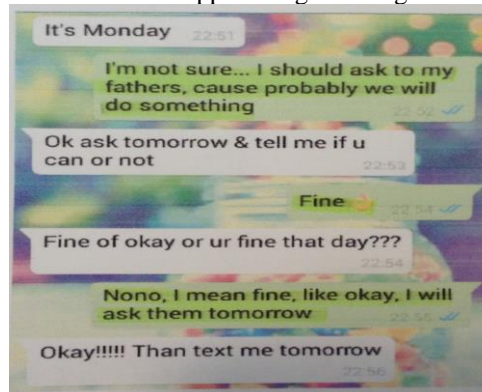 It's Monday 22:51
I'm not sure... I should ask to my
fathers, cause probably we will
do something 22:52
Ok ask tomorrow & tell me if u
can or not 22:53
Fine 22:54
Fine of okay or ur fine that day???
22:54
Nono, I mean fine, like okay, I will
ask them tomorrow 22:55
Okay!!!!! Than text me tomorrow
22:56